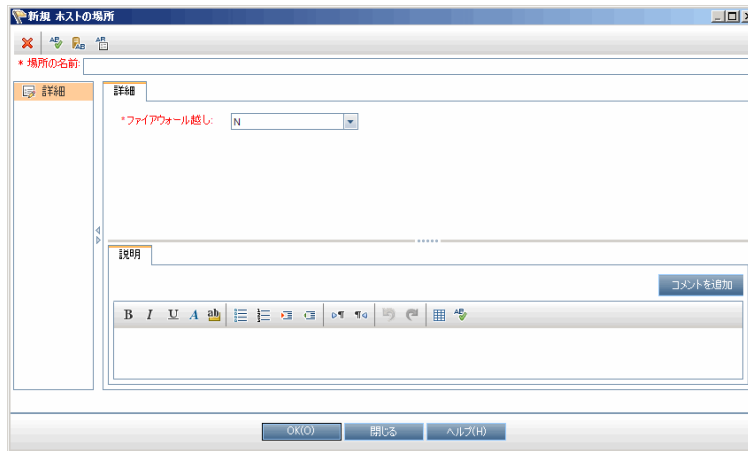 新規 ホストの場所
* 場所の名前:
詳細
詳細
*ファイアウォール越し:
N
説明
コメントを追加
B I U A ab
OK(O)
閉じる
ヘルプ(H)